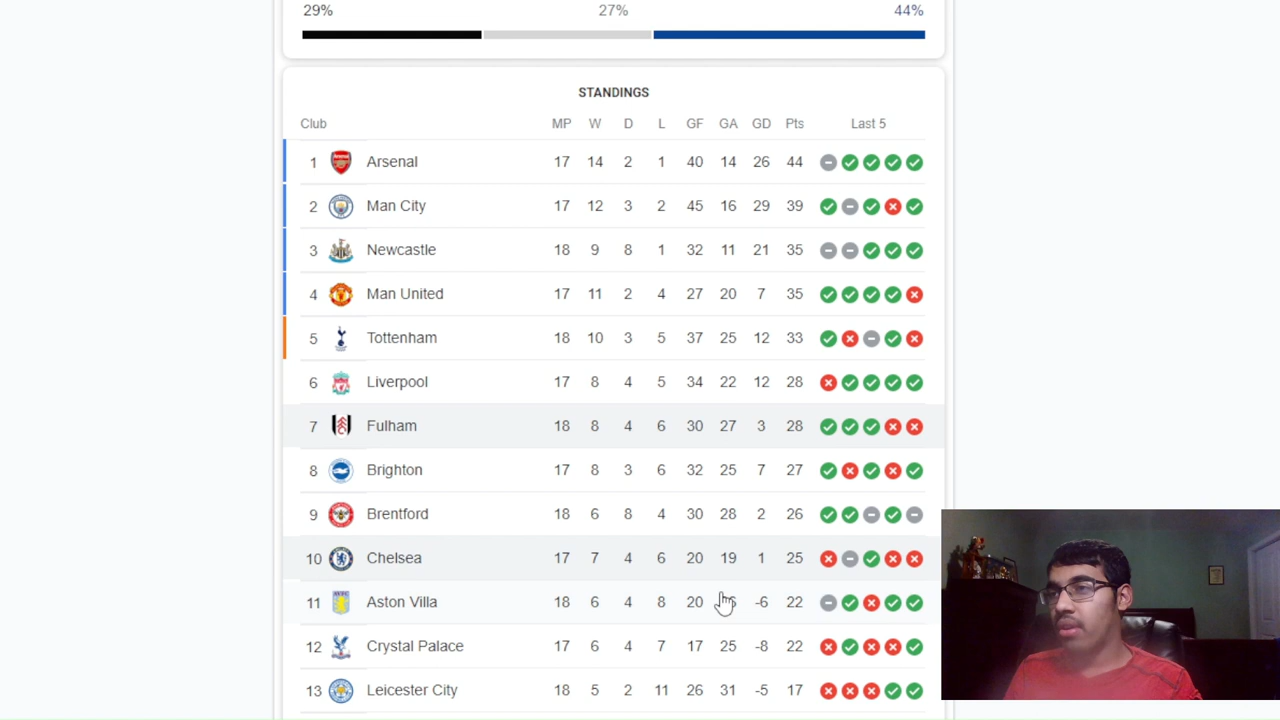 29% 27% 44%
STANDINGS
Club MP W D L GF GA GD Pts Last 5
1 Arsenal 17 14 2 1 40 14 26 44
2 Man City 17 12 3 2 45 16 29 39
3 Newcastle 18 9 8 1 32 11 21 35
4 Man United 17 11 2 4 27 20 7 35
5 Tottenham 18 10 3 5 37 25 12 33
6 Liverpool 17 8 4 5 34 22 12 28
7 Fulham 18 8 4 6 30 27 3 28
8 Brighton 17 8 3 6 32 25 7 27
9 Brentford 18 6 8 4 30 28 2 26
10 Chelsea 17 7 4 6 20 19 1 25
11 Aston Villa 18 6 4 8 20 -6 22
12 Crystal Palace 17 6 4 7 17 25 -8 22
13 Leicester City 18 5 2 11 26 31 -5 17